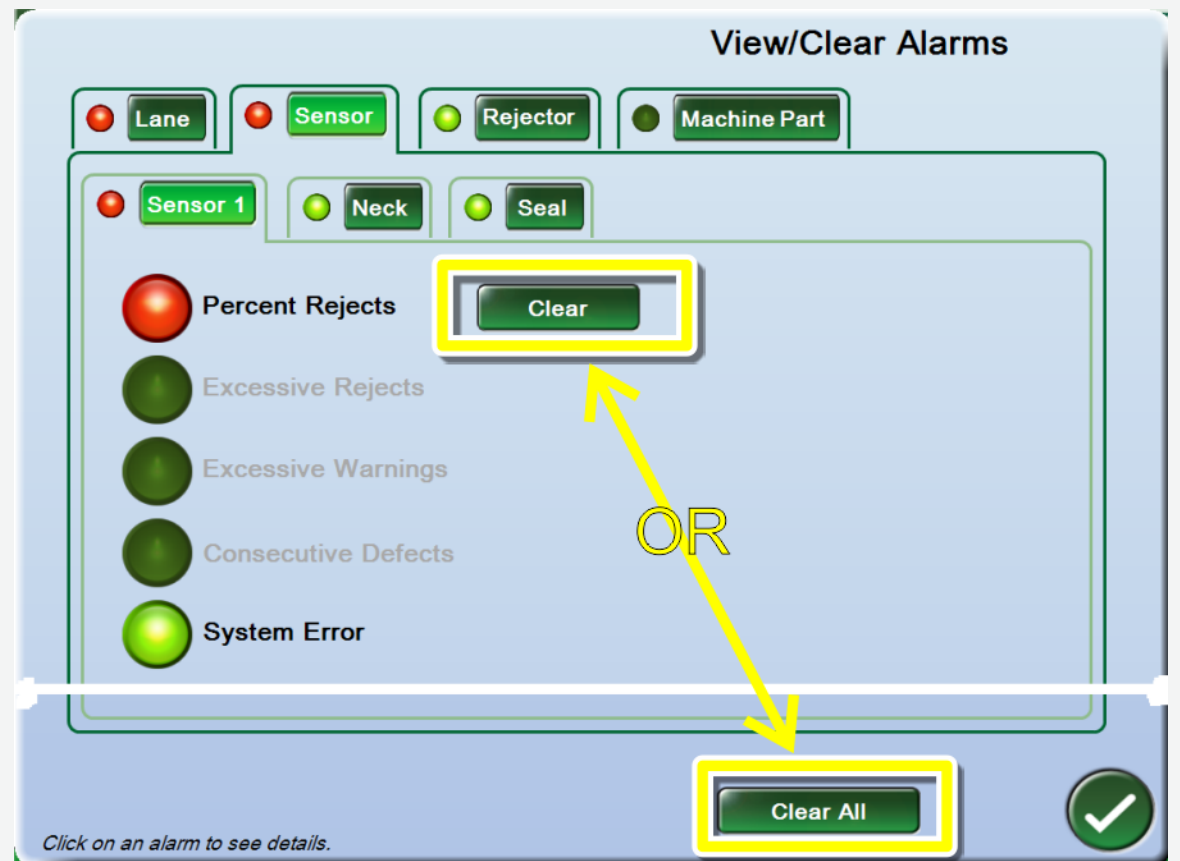 View/Clear Alarms
Lane
Sensor
Rejector
Machine Part
Sensor 1
Neck
Seal
Percent Rejects
Clear
Excessive Rejects
Excessive Warnings
Consecutive Defects
OR
System Error
Clear All
Click on an alarm to see details.